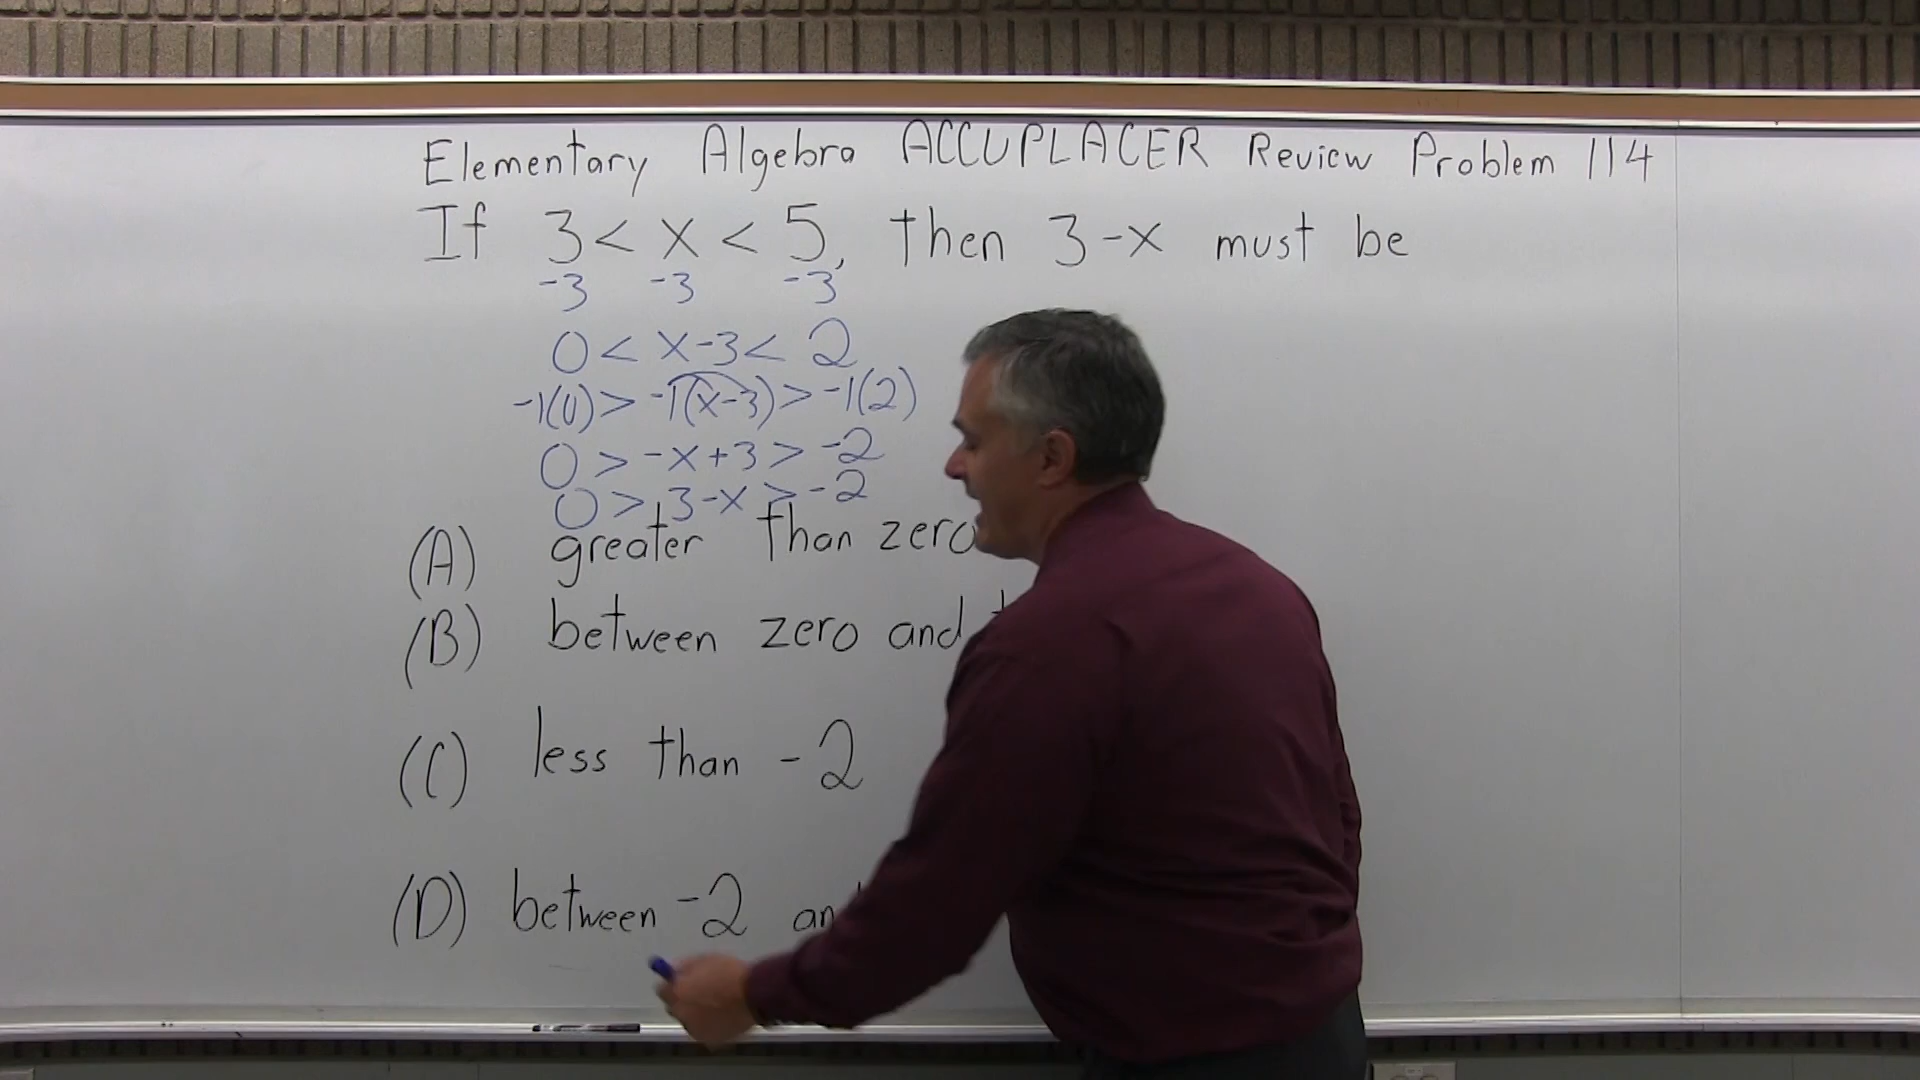 Elementary Algebra ACCUPLACER Review Problem 114
If 3 < x < 5, then 3-x must be
-3 -3 -3
0 < x-3 < 2
-1(0) > -1(x-3) > -1(2)
0 > -x+3 > -2
0 > 3-x > -2
(A) greater than zero
(B) between zero and
(C) less than -2
(D) between -2